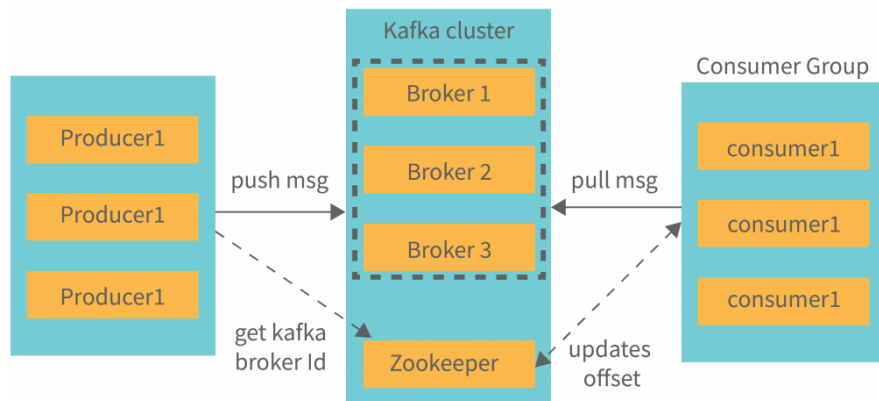 Kafka cluster
Broker 1
Broker 2
Broker 3
Zookeeper
Producer1
Producer1
Producer1
push msg
get kafka
broker Id
Consumer Group
consumer1
consumer1
consumer1
pull msg
updates
offset